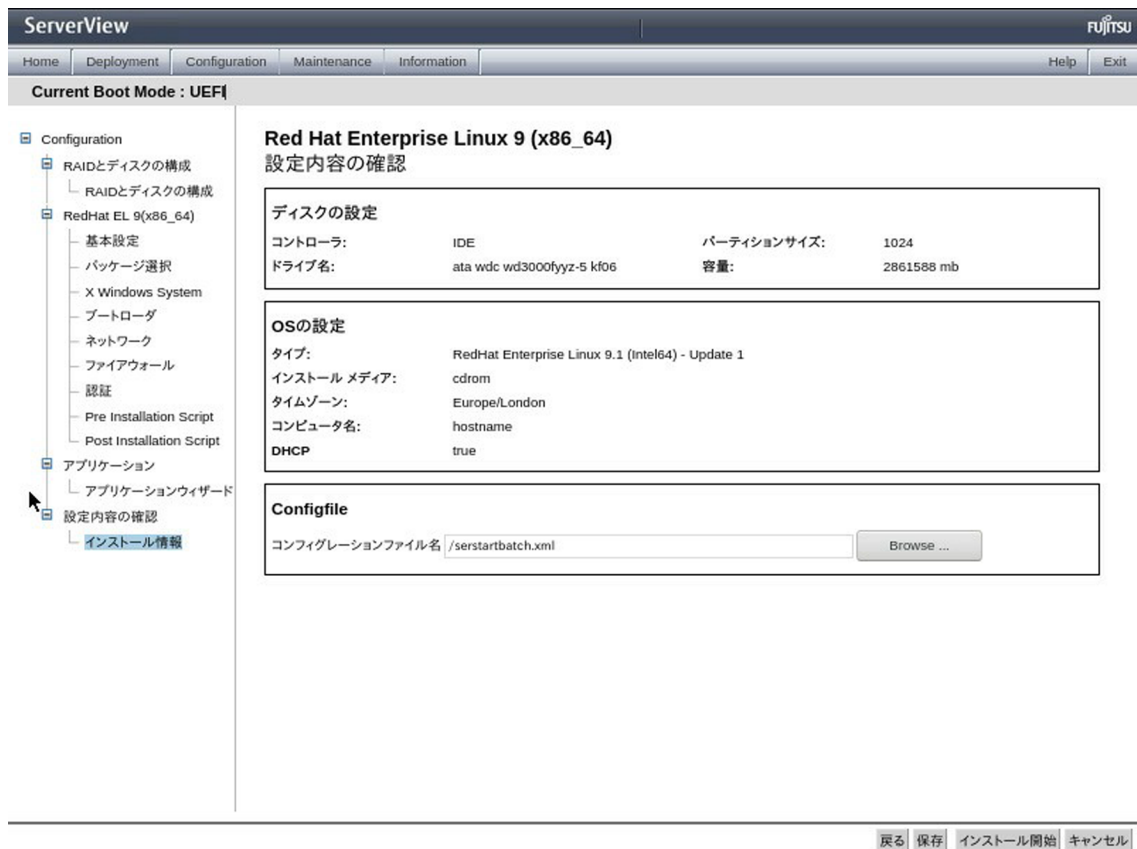 ServerView
FUJITSU
Home Deployment Configuration Maintenance Information Help Exit
Current Boot Mode : UEFI
Configuration
RAIDとディスクの構成
RAIDとディスクの構成
RedHat EL 9(x86_64)
基本設定
パッケージ選択
X Windows System
ブートローダ
ネットワーク
ファイアウォール
認証
Pre Installation Script
Post Installation Script
アプリケーション
アプリケーションウィザード
設定内容の確認
インストール情報
Red Hat Enterprise Linux 9 (x86_64)
設定内容の確認
ディスクの設定
コントローラ: IDE パーティションサイズ: 1024
ドライブ名: ata wdc wd3000fyyz-5 kf06 容量: 2861588 mb
OSの設定
タイプ: RedHat Enterprise Linux 9.1 (Intel64) - Update 1
インストール メディア: cdrom
タイムゾーン: Europe/London
コンピュータ名: hostname
DHCP true
Configfile
コンフィグレーションファイル名 /serstartbatch.xml Browse ...
戻る 保存 インストール開始 キャンセル